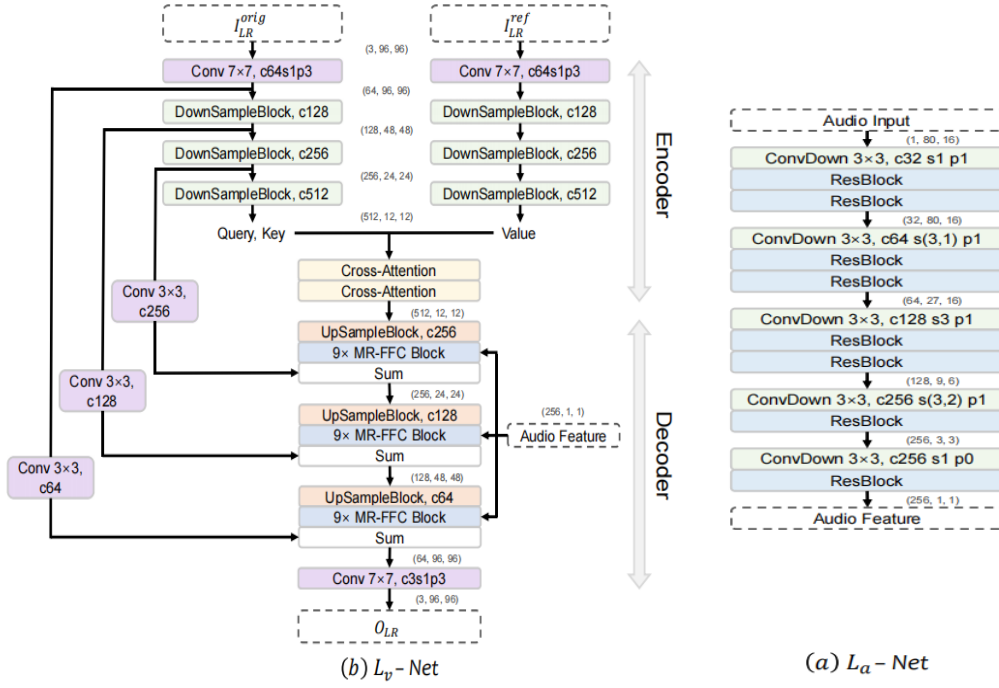 I_{LR}^{orig}
I_{LR}^{ref}
(3, 96, 96)
Conv 7×7, c64s1p3
Conv 7×7, c64s1p3
(64, 96, 96)
DownSampleBlock, c128
DownSampleBlock, c128
(128, 48, 48)
DownSampleBlock, c256
DownSampleBlock, c256
(256, 24, 24)
DownSampleBlock, c512
DownSampleBlock, c512
(512, 12, 12)
Query, Key
Value
Cross-Attention
Cross-Attention
(512, 12, 12)
Conv 3×3,
c256
Conv 3×3,
c128
Conv 3×3,
c64
UpSampleBlock, c256
9× MR-FFC Block
Sum
(256, 24, 24)
UpSampleBlock, c128
9× MR-FFC Block
Sum
(256, 1, 1)
Audio Feature
(128, 48, 48)
UpSampleBlock, c64
9× MR-FFC Block
Sum
(64, 96, 96)
Conv 7×7, c3s1p3
(3, 96, 96)
O_{LR}
Encoder
Decoder
(b) L_v – Net
Audio Input
(1, 80, 16)
ConvDown 3×3, c32 s1 p1
ResBlock
ResBlock
(32, 80, 16)
ConvDown 3×3, c64 s(3,1) p1
ResBlock
ResBlock
(64, 27, 16)
ConvDown 3×3, c128 s3 p1
ResBlock
ResBlock
(128, 9, 6)
ConvDown 3×3, c256 s(3,2) p1
ResBlock
(256, 3, 3)
ConvDown 3×3, c256 s1 p0
ResBlock
(256, 1, 1)
Audio Feature
(a) L_a – Net